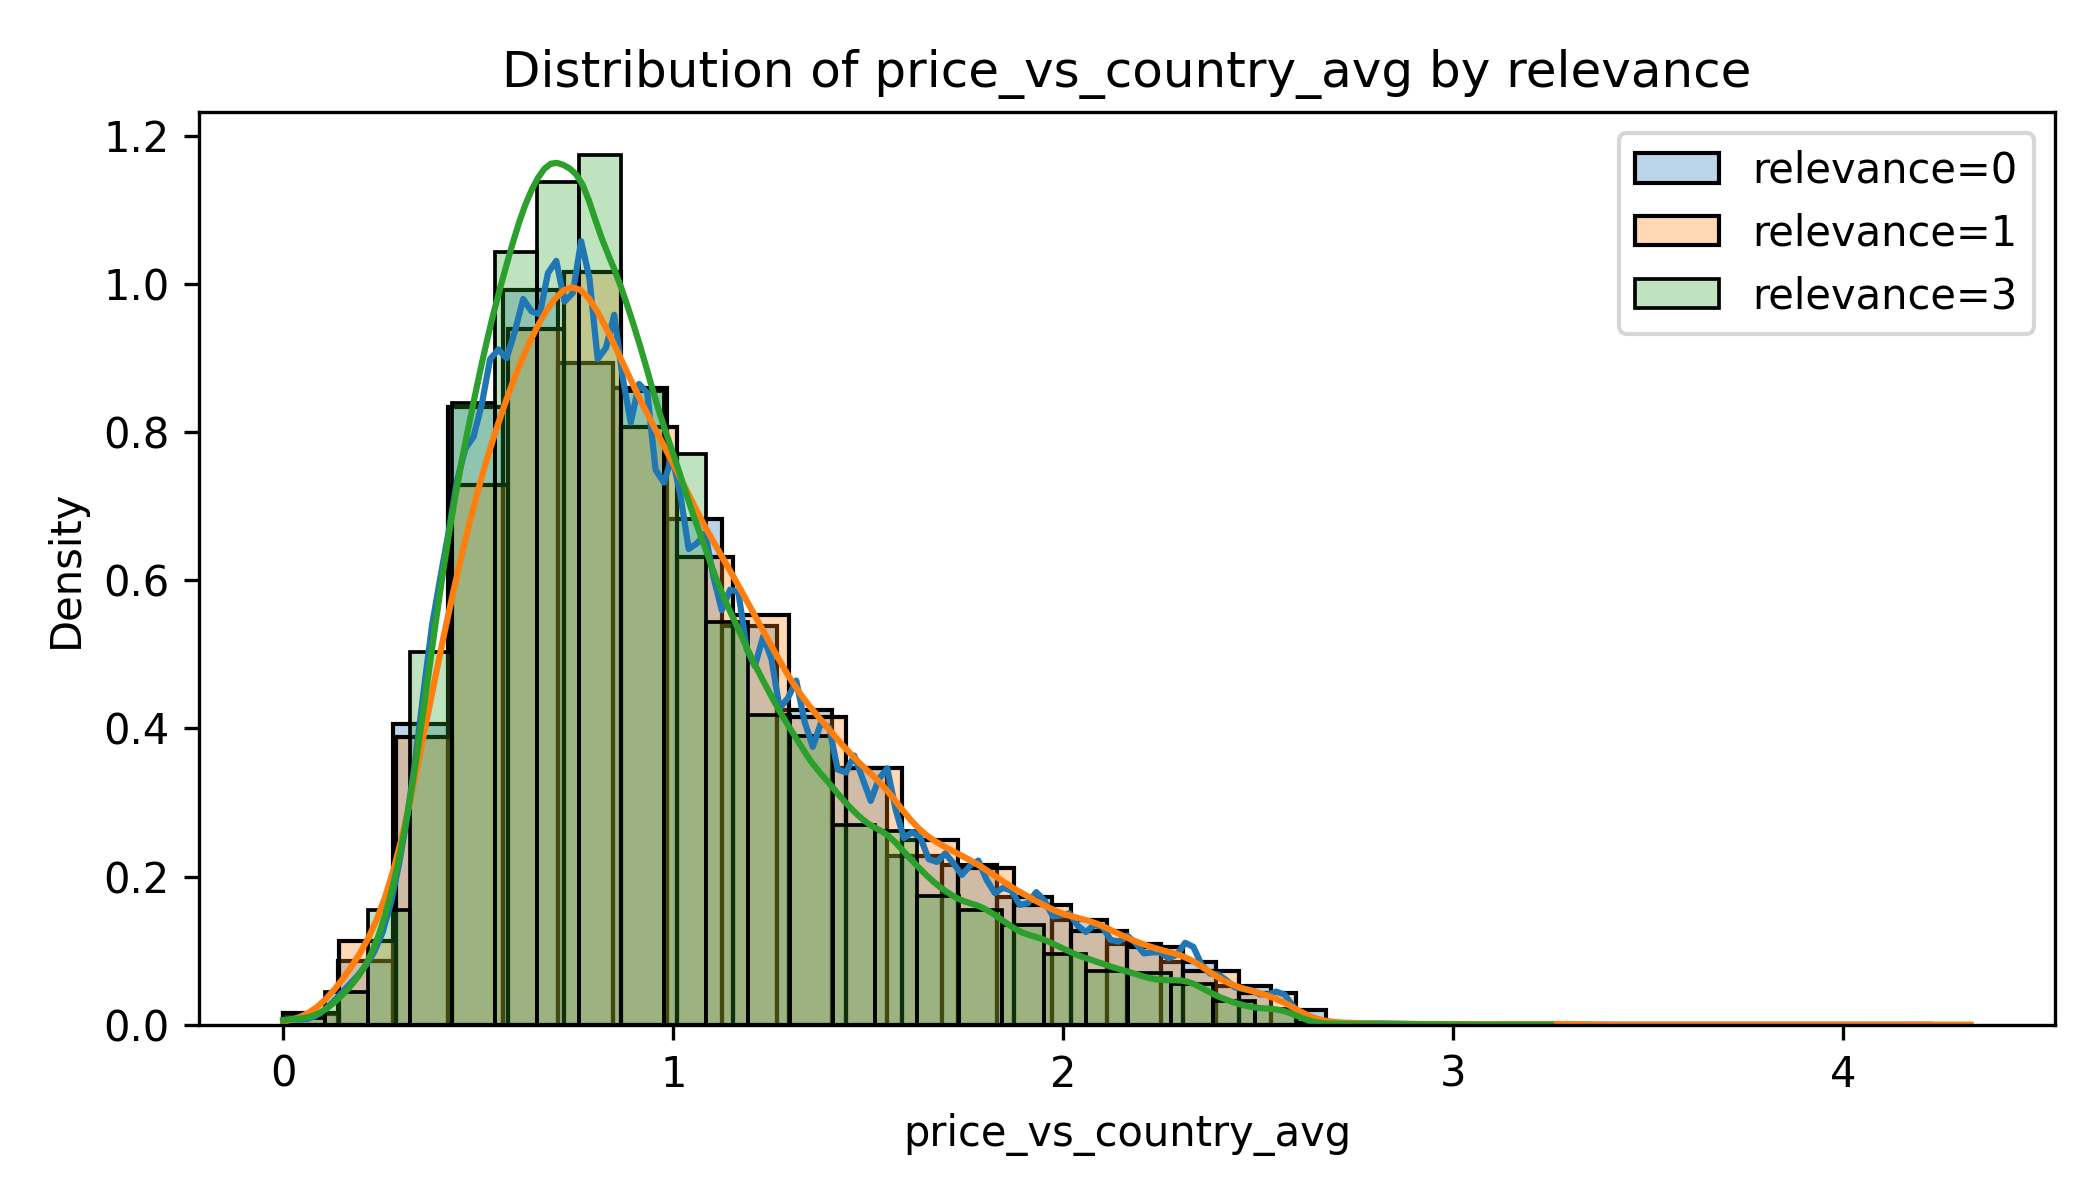 Distribution of price_vs_country_avg by relevance
relevance=0
relevance=1
relevance=3
Density
1.2
1.0
0.8
0.6
0.4
0.2
0.0
0 1 2 3 4
price_vs_country_avg